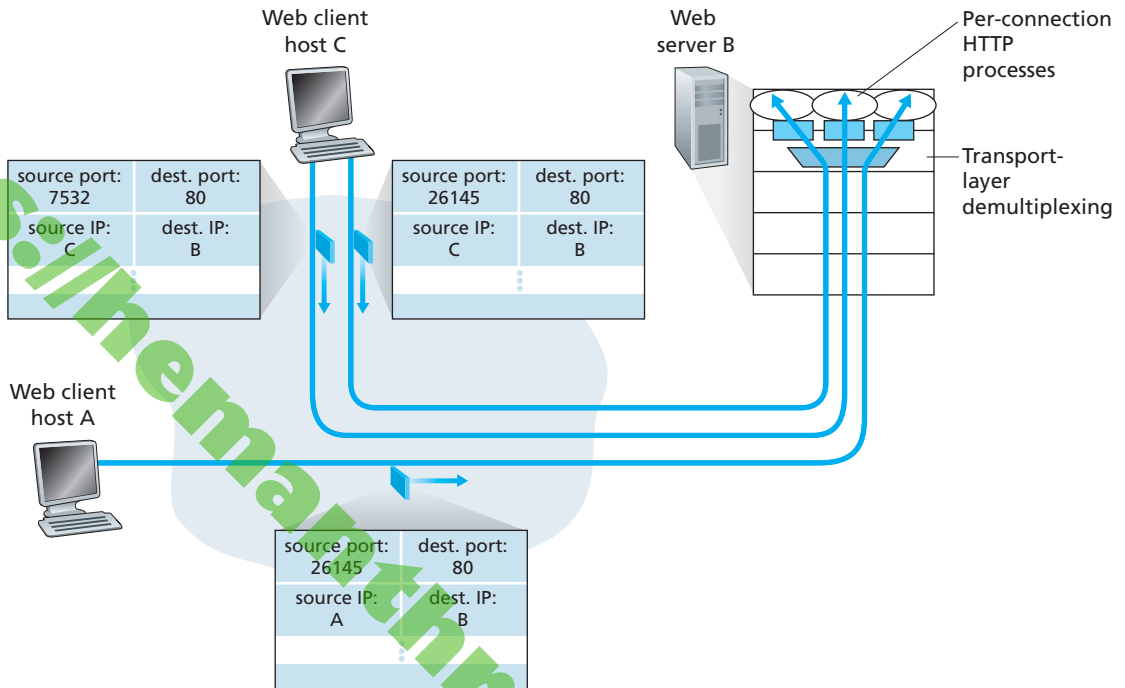 Web client
host C
Web
server B
Per-connection
HTTP
processes
Transport-
layer
demultiplexing
source port:
7532
dest. port:
80
source IP:
C
dest. IP:
B
source port:
26145
dest. port:
80
source IP:
C
dest. IP:
B
Web client
host A
source port:
26145
dest. port:
80
source IP:
A
dest. IP:
B
s://hemanthr